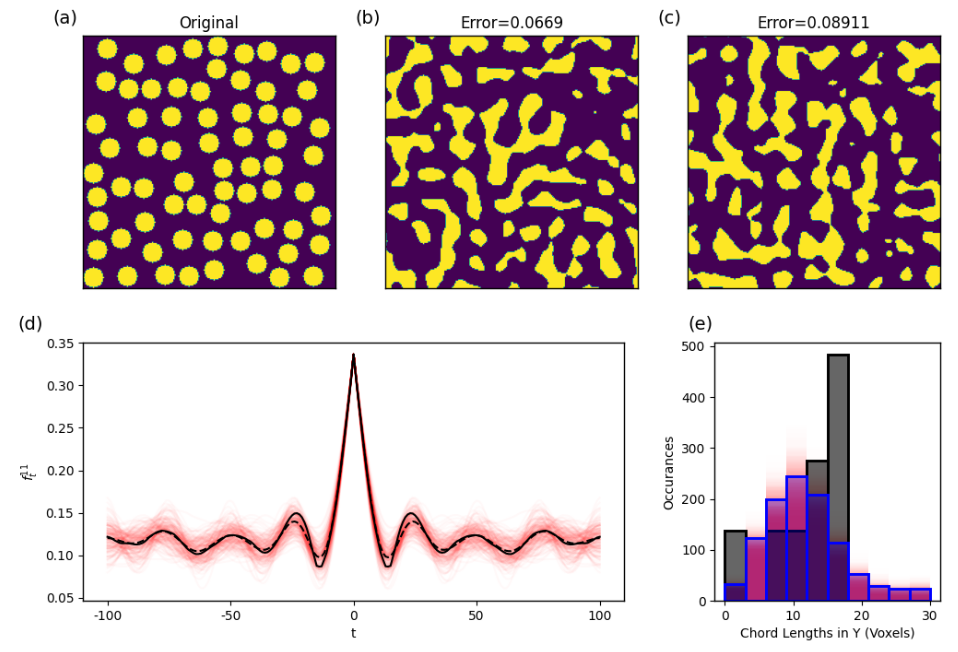 (a) Original
(b) Error=0.0669
(c) Error=0.08911
(d)
0.35
0.30
0.25
0.20
0.15
0.10
0.05
f_t^{11}
-100 -50 0 50 100
t
(e)
500
400
300
200
100
0
Occurances
0 10 20 30
Chord Lengths in Y (Voxels)